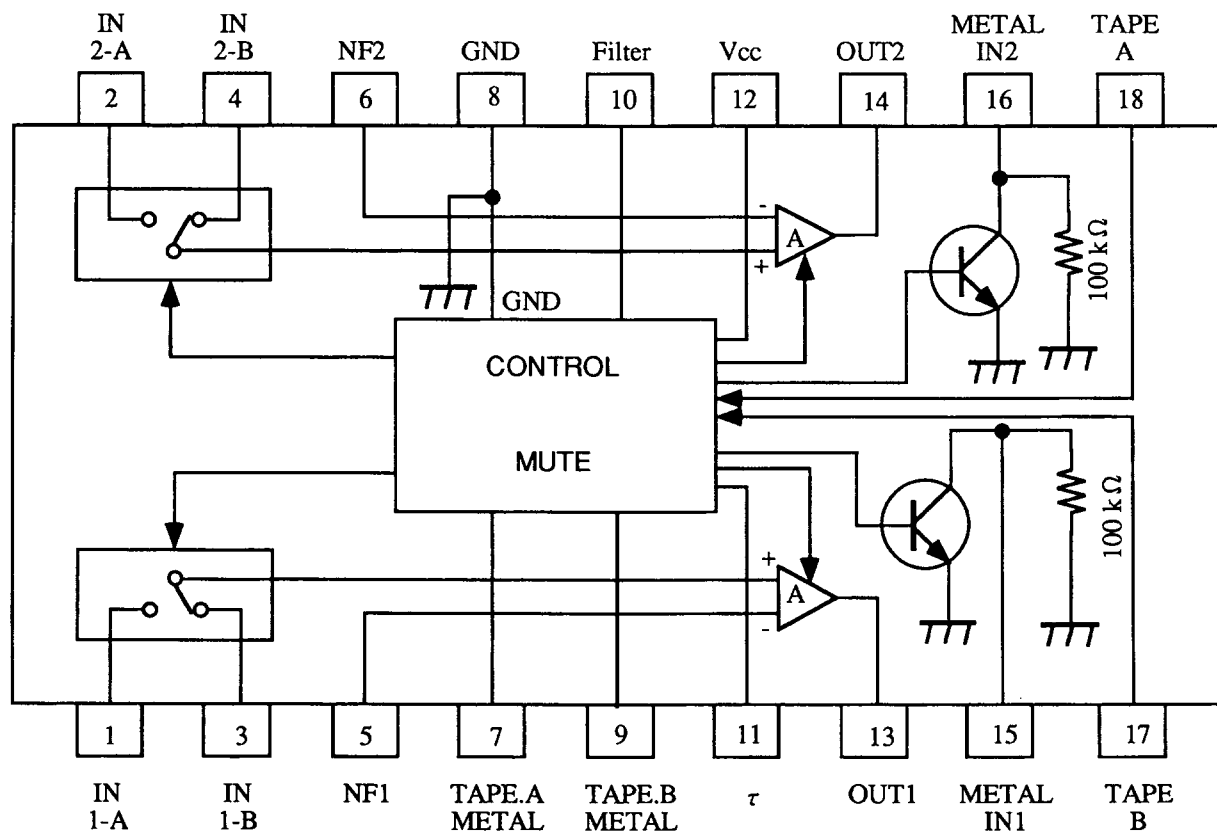 IN IN METAL TAPE
2-A 2-B NF2 GND Filter Vcc OUT2 IN2 A
2 4 6 8 10 12 14 16 18
-
A
+
100 kΩ
GND
CONTROL
MUTE
100 kΩ
+
A
-
1 3 5 7 9 11 13 15 17
IN IN NF1 TAPE.A TAPE.B τ OUT1 METAL TAPE
1-A 1-B METAL METAL IN1 B